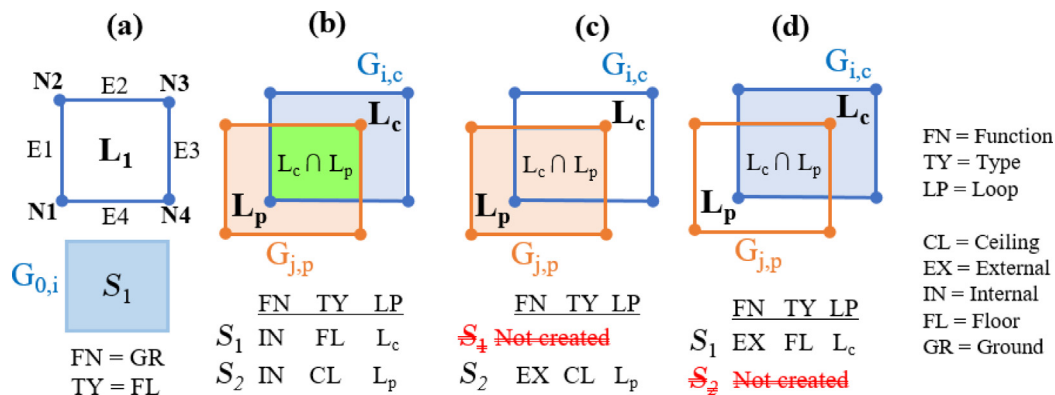 (a)
N2 E2 N3
E1 L1 E3
N1 E4 N4
G0,i S1
FN = GR
TY = FL
(b)
Gi,c
Lc
Lc ∩ Lp
Lp
Gj,p
FN TY LP
S1 IN FL Lc
S2 IN CL Lp
(c)
Gi,c
Lc
Lc ∩ Lp
Lp
Gj,p
FN TY LP
S1 Not created
S2 EX CL Lp
(d)
Gi,c
Lc
Lc ∩ Lp
Lp
Gj,p
FN TY LP
S1 EX FL Lc
S2 Not created
FN = Function
TY = Type
LP = Loop
CL = Ceiling
EX = External
IN = Internal
FL = Floor
GR = Ground